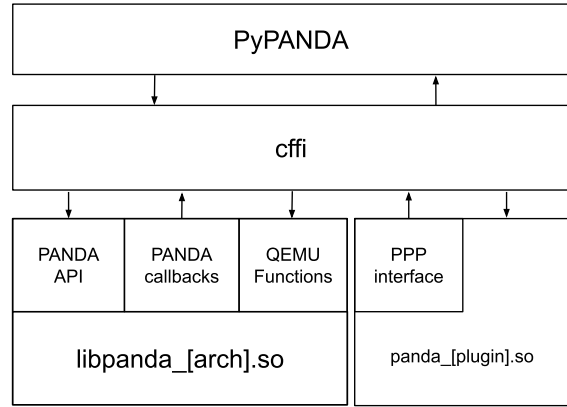 PyPANDA
cffi
PANDA
API
PANDA
callbacks
QEMU
Functions
PPP
interface
libpanda_[arch].so
panda_[plugin].so